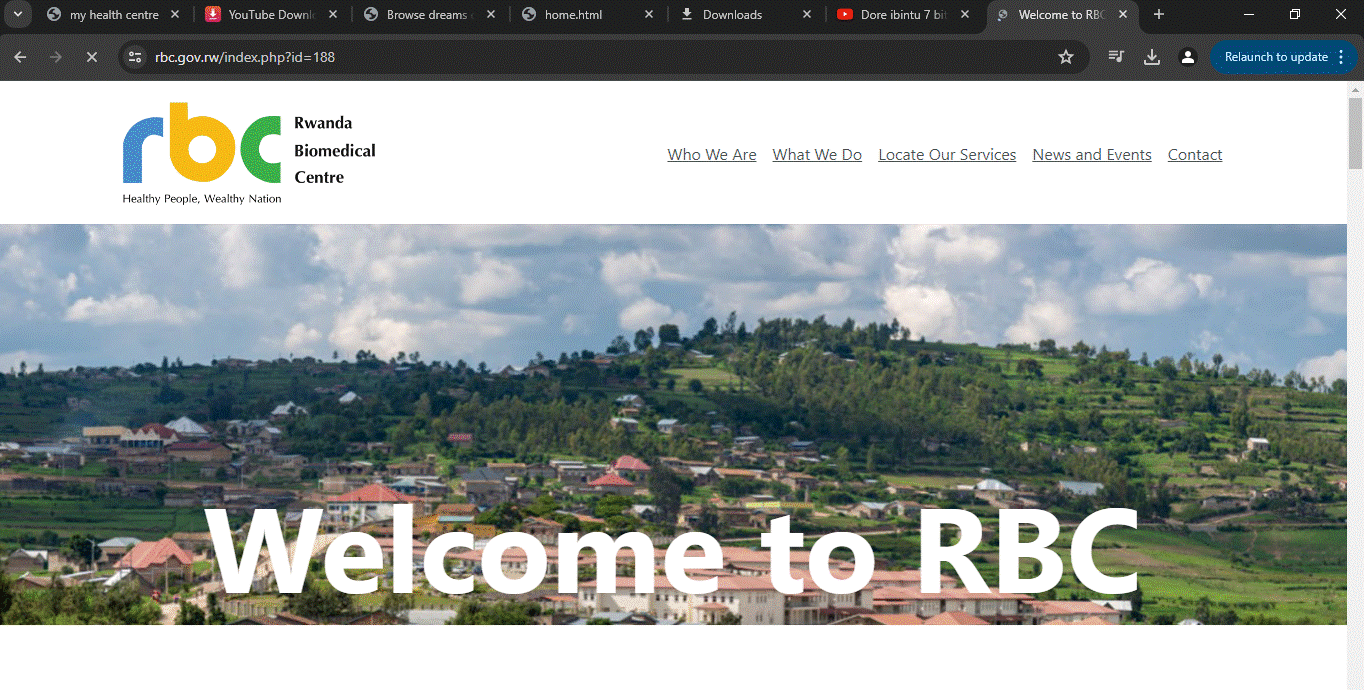 my health centre
YouTube Downl
Browse dreams
home.html
Downloads
Dore ibintu 7 bit
Welcome to RBC
rbc.gov.rw/index.php?id=188
Relaunch to update
rbc
Rwanda
Biomedical
Centre
Healthy People, Wealthy Nation
Who We Are
What We Do
Locate Our Services
News and Events
Contact
Welcome to RBC